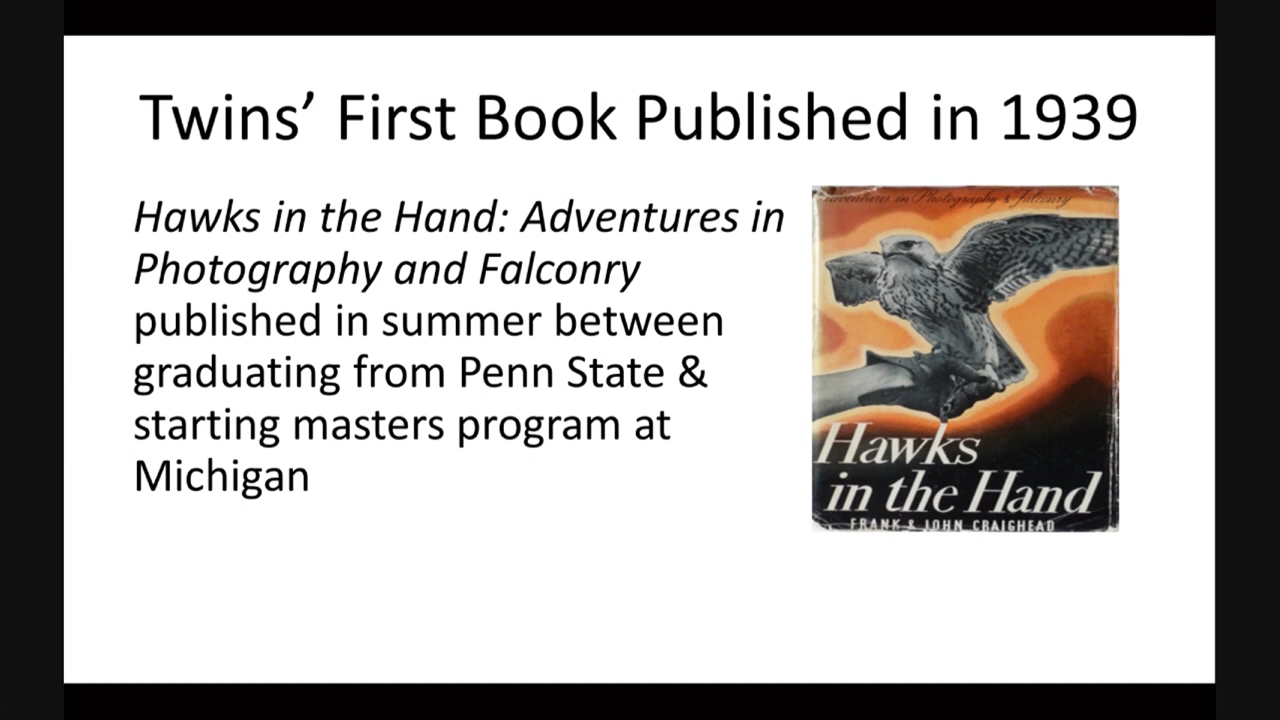 Twins’ First Book Published in 1939
Hawks in the Hand: Adventures in
Photography and Falconry
published in summer between
graduating from Penn State &
starting masters program at
Michigan
Adventures in Photography & Falconry
Hawks
in the Hand
FRANK & JOHN CRAIGHEAD